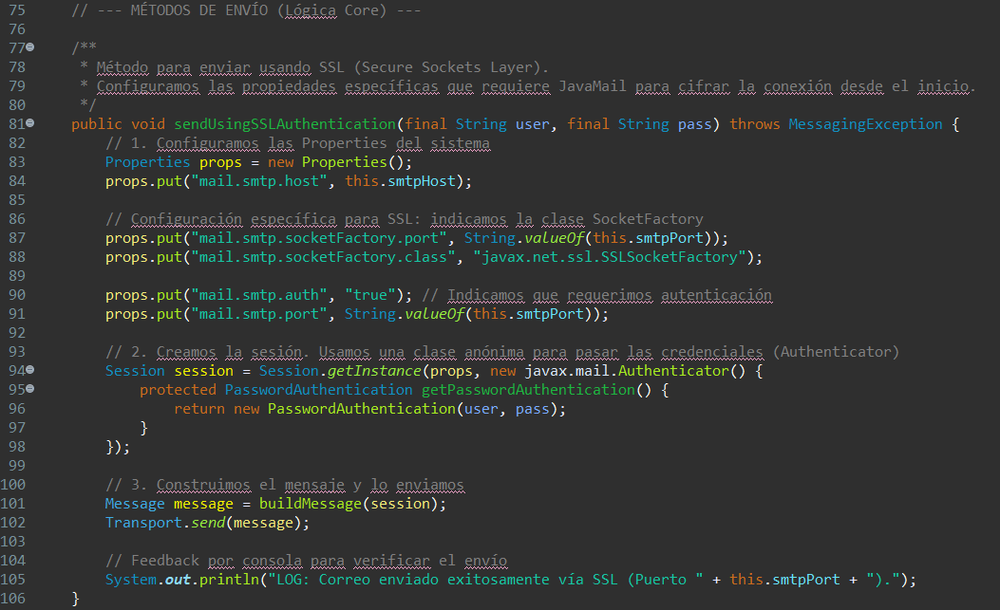 75 // --- MÉTODOS DE ENVÍO (Lógica Core) ---
76
77 /**
78 * Método para enviar usando SSL (Secure Sockets Layer).
79 * Configuramos las propiedades específicas que requiere JavaMail para cifrar la conexión desde el inicio.
80 */
81 public void sendUsingSSLAuthentication(final String user, final String pass) throws MessagingException {
82 // 1. Configuramos las Properties del sistema
83 Properties props = new Properties();
84 props.put("mail.smtp.host", this.smtpHost);
85
86 // Configuración específica para SSL: indicamos la clase SocketFactory
87 props.put("mail.smtp.socketFactory.port", String.valueOf(this.smtpPort));
88 props.put("mail.smtp.socketFactory.class", "javax.net.ssl.SSLSocketFactory");
89
90 props.put("mail.smtp.auth", "true"); // Indicamos que requerimos autenticación
91 props.put("mail.smtp.port", String.valueOf(this.smtpPort));
92
93 // 2. Creamos la sesión. Usamos una clase anónima para pasar las credenciales (Authenticator)
94 Session session = Session.getInstance(props, new javax.mail.Authenticator() {
95 protected PasswordAuthentication getPasswordAuthentication() {
96 return new PasswordAuthentication(user, pass);
97 }
98 });
99
100 // 3. Construimos el mensaje y lo enviamos
101 Message message = buildMessage(session);
102 Transport.send(message);
103
104 // Feedback por consola para verificar el envío
105 System.out.println("LOG: Correo enviado exitosamente vía SSL (Puerto " + this.smtpPort + ").");
106 }